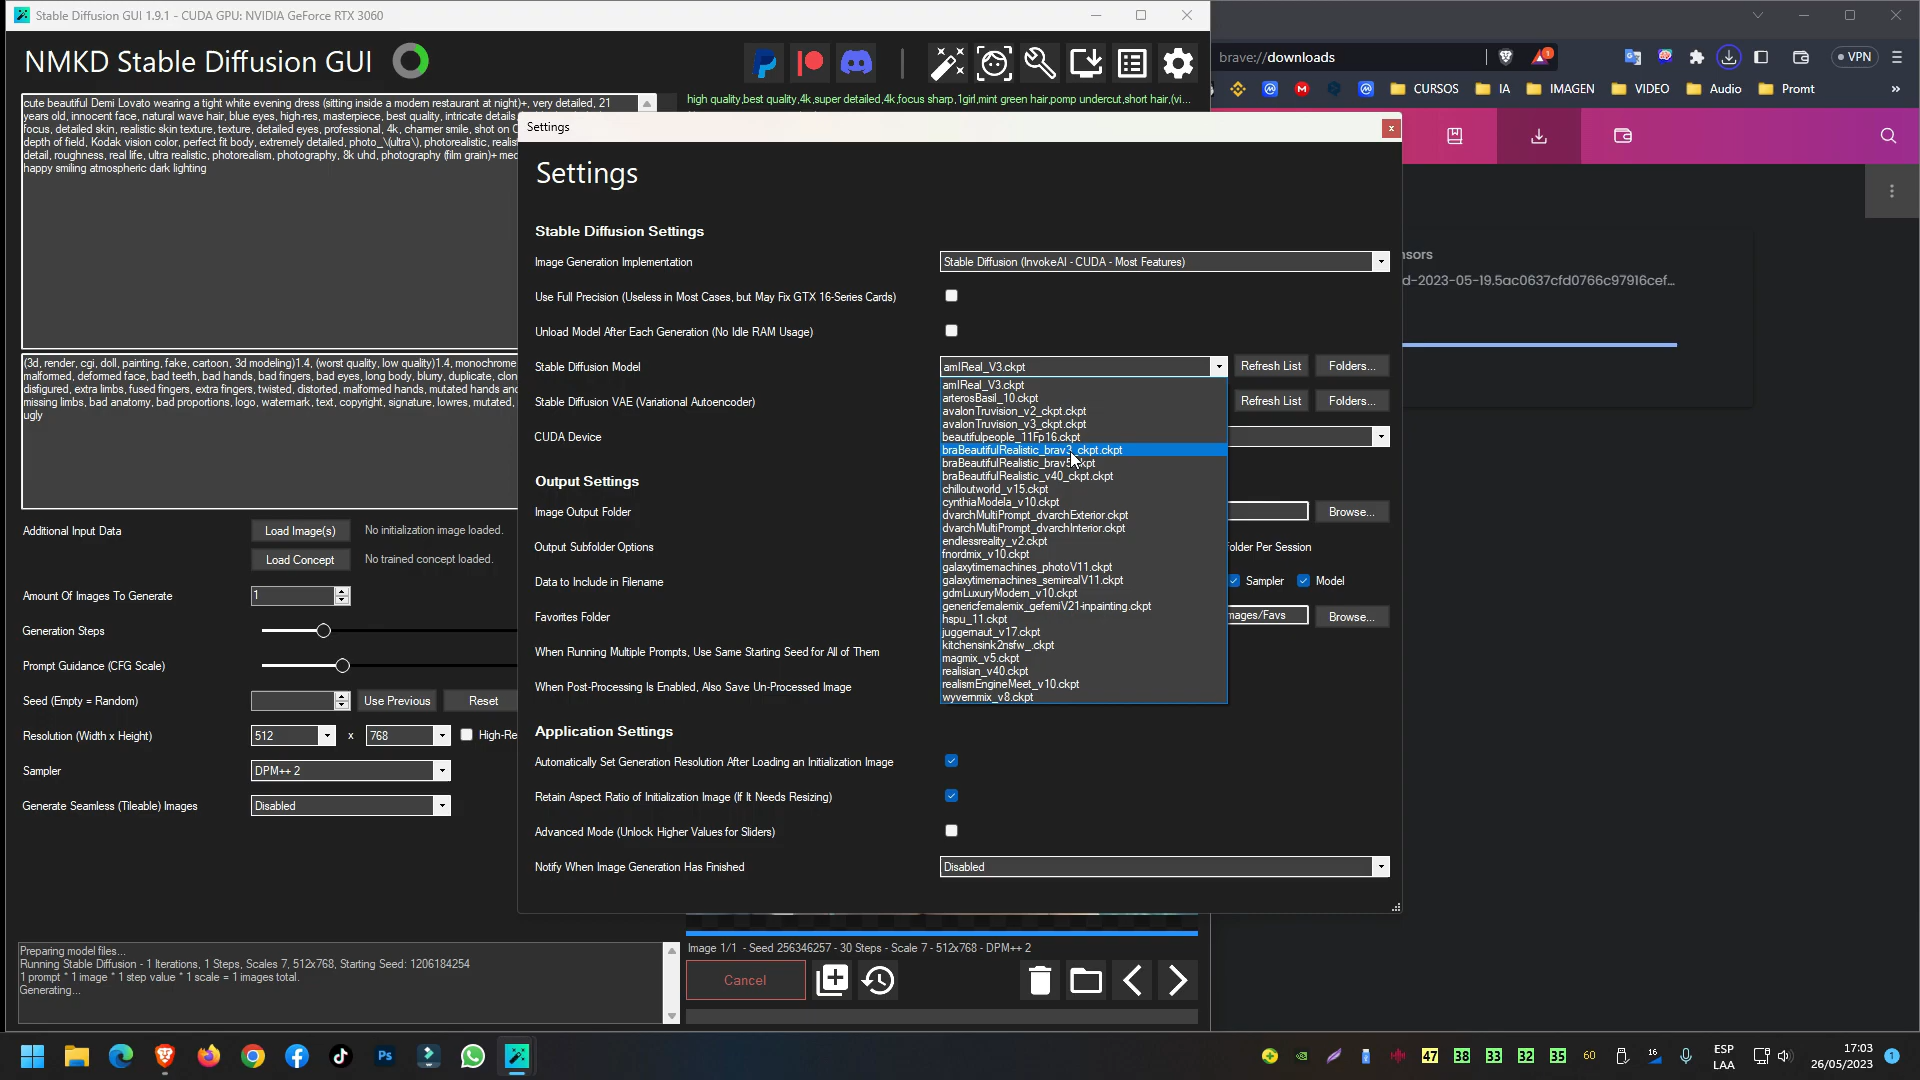 Stable Diffusion GUI 1.9.1 - CUDA GPU: NVIDIA GeForce RTX 3060
NMKD Stable Diffusion GUI
brave://downloads
VPN
CURSOS
IA
IMAGEN
VIDEO
Audio
Promt
»
cute beautiful Demi Lovato wearing a tight white evening dress (sitting inside a modern restaurant at night)+, very detailed, 21
years old, innocent face, natural wave hair, blue eyes, high-res, masterpiece, best quality, intricate details
focus, detailed skin, realistic skin texture, texture, detailed eyes, professional, 4k, charmer smile, shot on C
depth of field, Kodak vision color, perfect fit body, extremely detailed, photo_\(ultra\), photorealistic, realis
detail, roughness, real life, ultra realistic, photorealism, photography, 8k uhd, photography (film grain)+ med
happy smiling atmospheric dark lighting
high quality,best quality,4k,super detailed,4k,focus sharp,1girl,mint green hair,pomp undercut,short hair,(vi...
(3d, render, cgi, doll, painting, fake, cartoon, 3d modeling)1.4, (worst quality, low quality)1.4, monochrome
malformed, deformed face, bad teeth, bad hands, bad fingers, bad eyes, long body, blurry, duplicate, clon
disfigured, extra limbs, fused fingers, extra fingers, twisted, distorted, malformed hands, mutated hands and
missing limbs, bad anatomy, bad proportions, logo, watermark, text, copyright, signature, lowres, mutated,
ugly
Additional Input Data
Load Image(s)
No initialization image loaded.
Load Concept
No trained concept loaded.
Amount Of Images To Generate
1
Generation Steps
Prompt Guidance (CFG Scale)
Seed (Empty = Random)
Use Previous
Reset
Resolution (Width x Height)
512
x
768
High-Re
Sampler
DPM++ 2
Generate Seamless (Tileable) Images
Disabled
Settings
Settings
Stable Diffusion Settings
Image Generation Implementation
Stable Diffusion (InvokeAI - CUDA - Most Features)
Use Full Precision (Useless in Most Cases, but May Fix GTX 16-Series Cards)
Unload Model After Each Generation (No Idle RAM Usage)
Stable Diffusion Model
amIReal_V3.ckpt
Refresh List
Folders...
Stable Diffusion VAE (Variational Autoencoder)
Refresh List
Folders...
CUDA Device
amIReal_V3.ckpt
arterosBasil_10.ckpt
avalonTruvision_v2_ckpt.ckpt
avalonTruvision_v3_ckpt.ckpt
beautifulpeople_11Fp16.ckpt
braBeautifulRealistic_brav3_ckpt.ckpt
braBeautifulRealistic_brav5.ckpt
braBeautifulRealistic_v40_ckpt.ckpt
chilloutworld_v15.ckpt
cynthiaModela_v10.ckpt
dvarchMultiPrompt_dvarchExterior.ckpt
dvarchMultiPrompt_dvarchInterior.ckpt
endlessreality_v2.ckpt
fnordmix_v10.ckpt
galaxytimemachines_photoV11.ckpt
galaxytimemachines_semirealV11.ckpt
gdmLuxuryModern_v10.ckpt
genericfemalemix_gefemiV21-inpainting.ckpt
hspu_11.ckpt
juggernaut_v17.ckpt
kitchensink2nsfw_.ckpt
magmix_v5.ckpt
realisian_v40.ckpt
realismEngineMeet_v10.ckpt
wyvernmix_v8.ckpt
Output Settings
Image Output Folder
Browse...
Output Subfolder Options
older Per Session
Data to Include in Filename
Sampler
Model
Favorites Folder
mages/Favs
Browse...
When Running Multiple Prompts, Use Same Starting Seed for All of Them
When Post-Processing Is Enabled, Also Save Un-Processed Image
Application Settings
Automatically Set Generation Resolution After Loading an Initialization Image
Retain Aspect Ratio of Initialization Image (If It Needs Resizing)
Advanced Mode (Unlock Higher Values for Sliders)
Notify When Image Generation Has Finished
Disabled
nsors
d-2023-05-19.5ac0637cfd0766c97916cef...
Preparing model files...
Running Stable Diffusion - 1 Iterations, 1 Steps, Scales 7, 512x768, Starting Seed: 1206184254
1 prompt * 1 image * 1 step value * 1 scale = 1 images total.
Generating...
Image 1/1 - Seed 256346257 - 30 Steps - Scale 7 - 512x768 - DPM++ 2
Cancel
Ps
47
38
33
32
35
60
16
ESP
LAA
17:03
26/05/2023
1